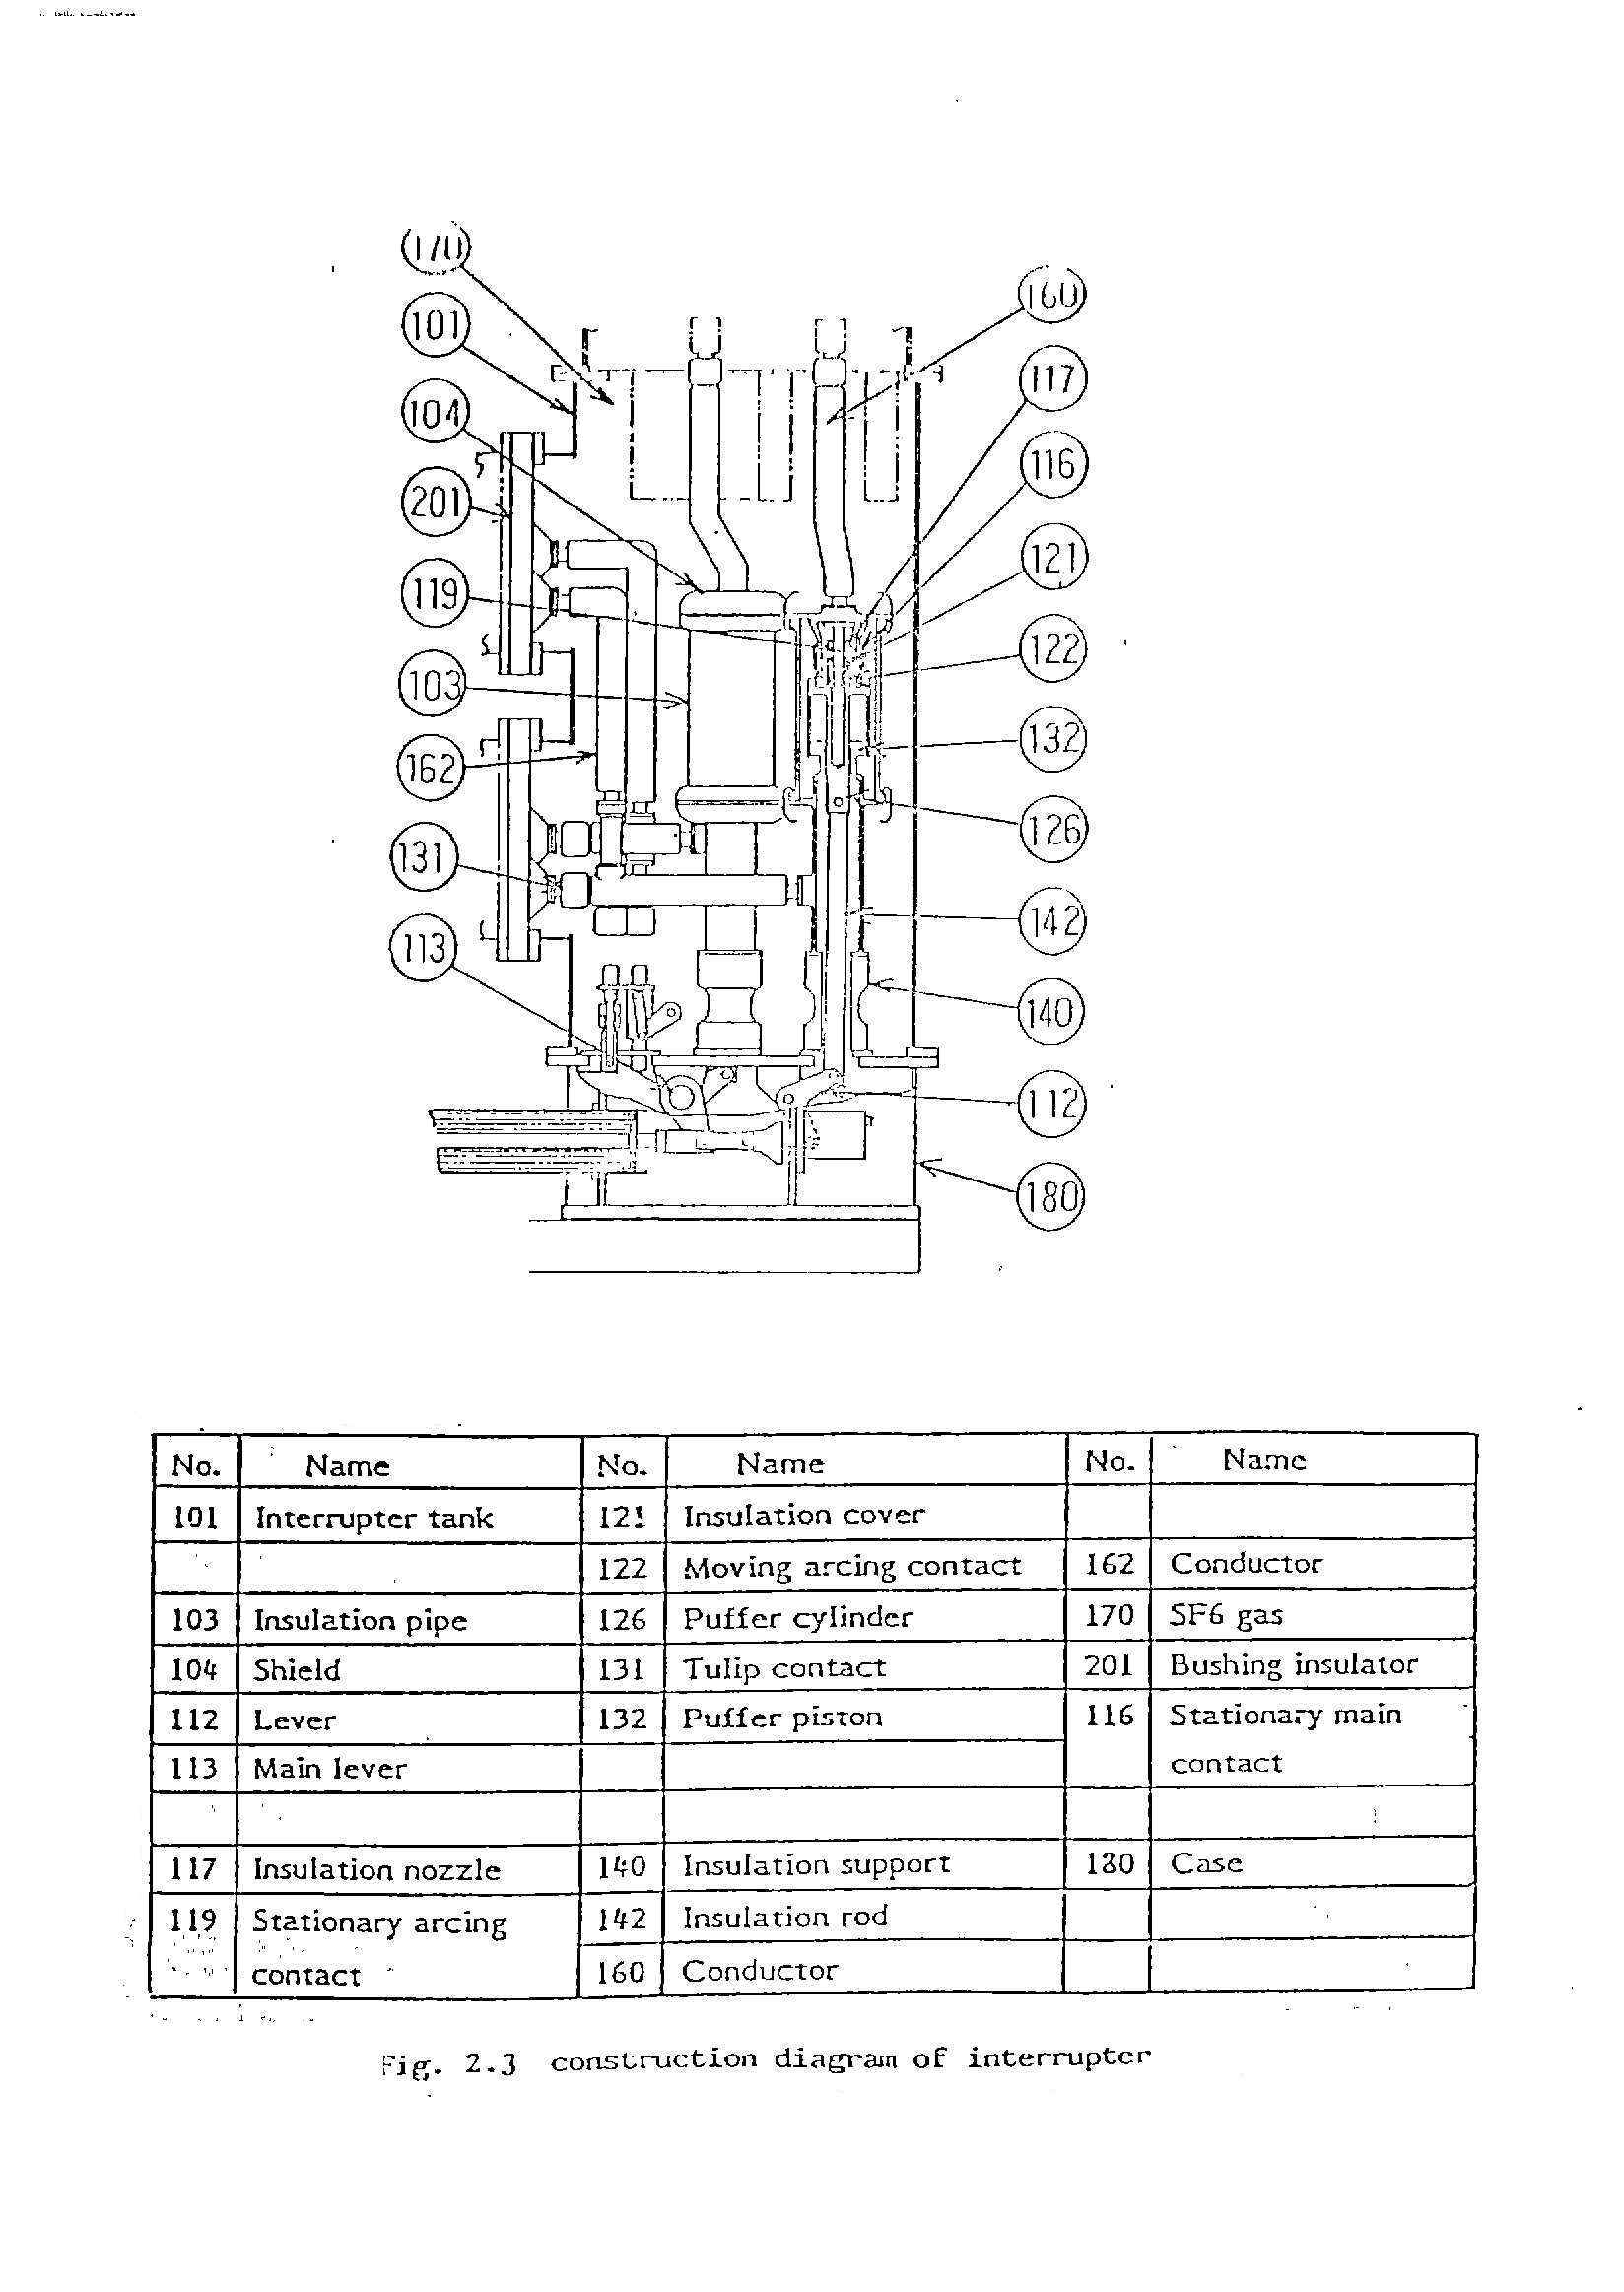 170
101
104
201
119
103
162
131
113
160
117
116
121
122
132
126
142
140
112
180
No. Name No. Name No. Name
101 Interrupter tank 121 Insulation cover
122 Moving arcing contact 162 Conductor
103 Insulation pipe 126 Puffer cylinder 170 SF6 gas
104 Shield 131 Tulip contact 201 Bushing insulator
112 Lever 132 Puffer piston 116 Stationary main
113 Main lever contact
117 Insulation nozzle 140 Insulation support 180 Case
119 Stationary arcing 142 Insulation rod
contact 160 Conductor
Fig. 2.3 construction diagram of interrupter